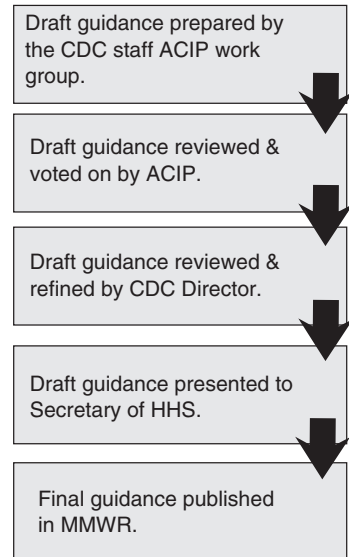 Draft guidance prepared by
the CDC staff ACIP work
group.
Draft guidance reviewed &
voted on by ACIP.
Draft guidance reviewed &
refined by CDC Director.
Draft guidance presented to
Secretary of HHS.
Final guidance published
in MMWR.